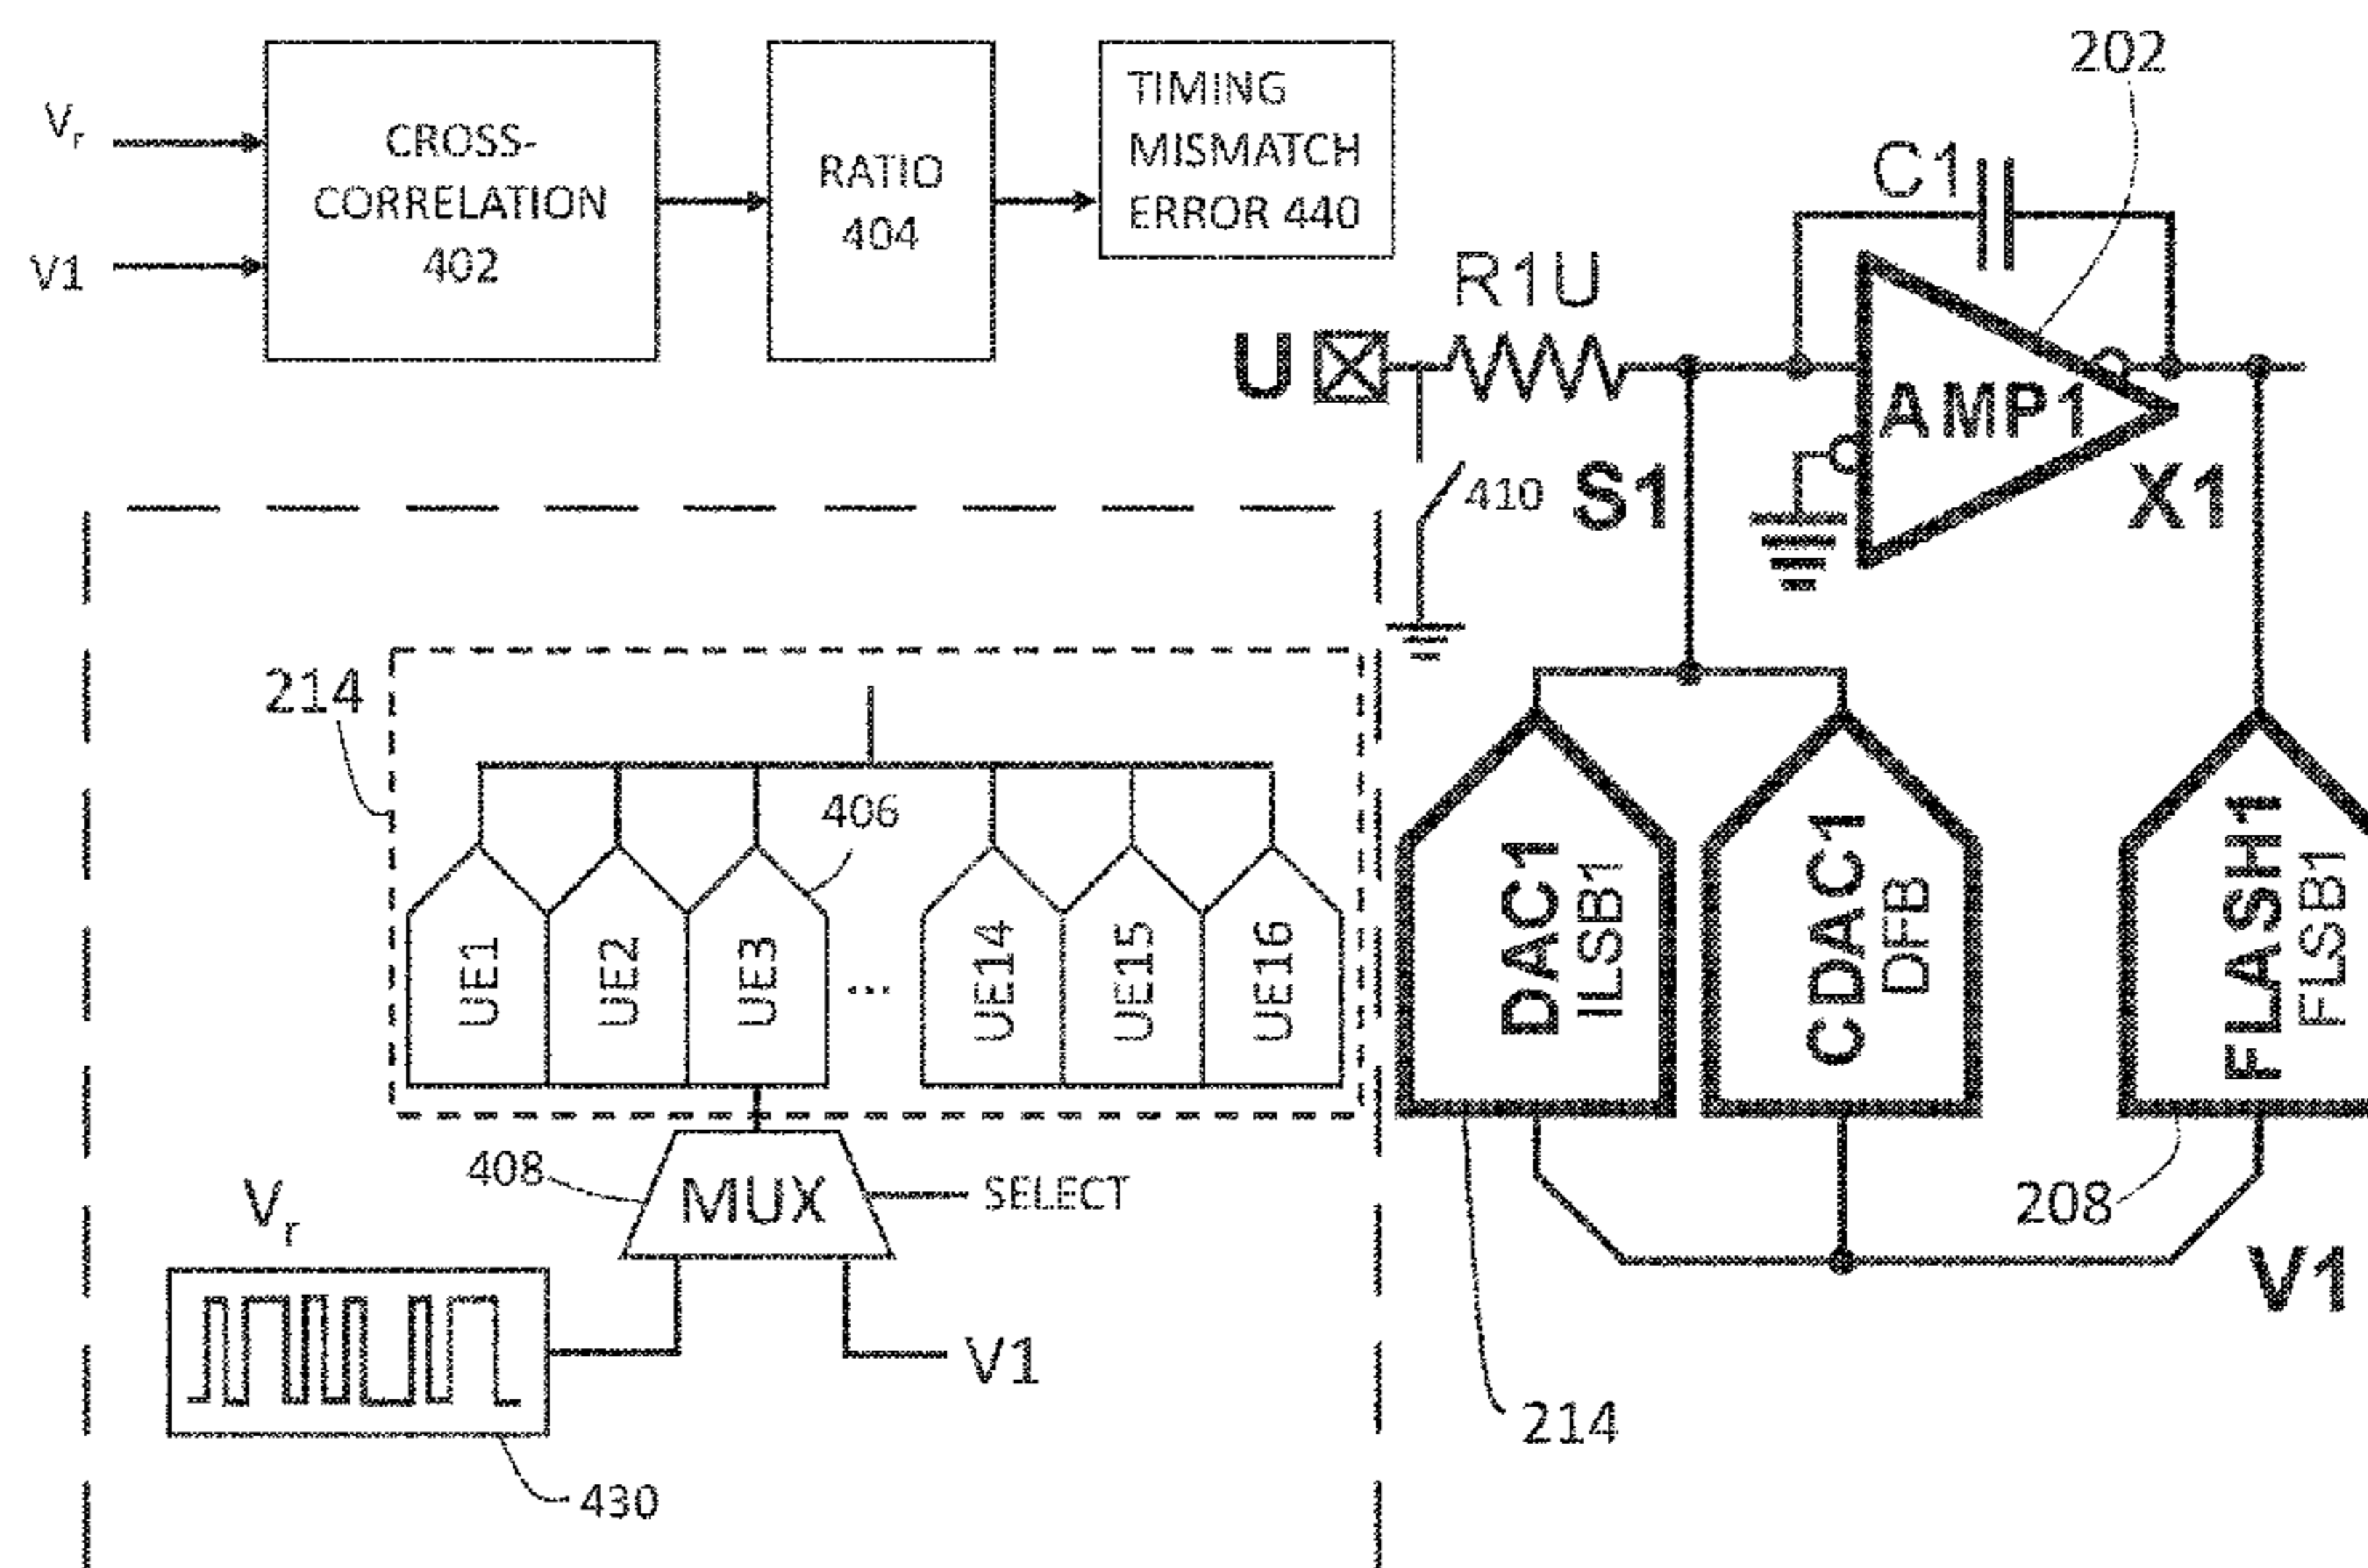 Vr
V1
CROSS-
CORRELATION
402
RATIO
404
TIMING
MISMATCH
ERROR 440
202
C1
R1U
U
AMP1
410
S1
X1
214
406
UE1
UE2
UE3
...
UE14
UE15
UE16
DAC1
ILSB1
CDAC1
DFB
FLASH1
FLSB1
408
MUX
SELECT
Vr
V1
430
214
208
V1